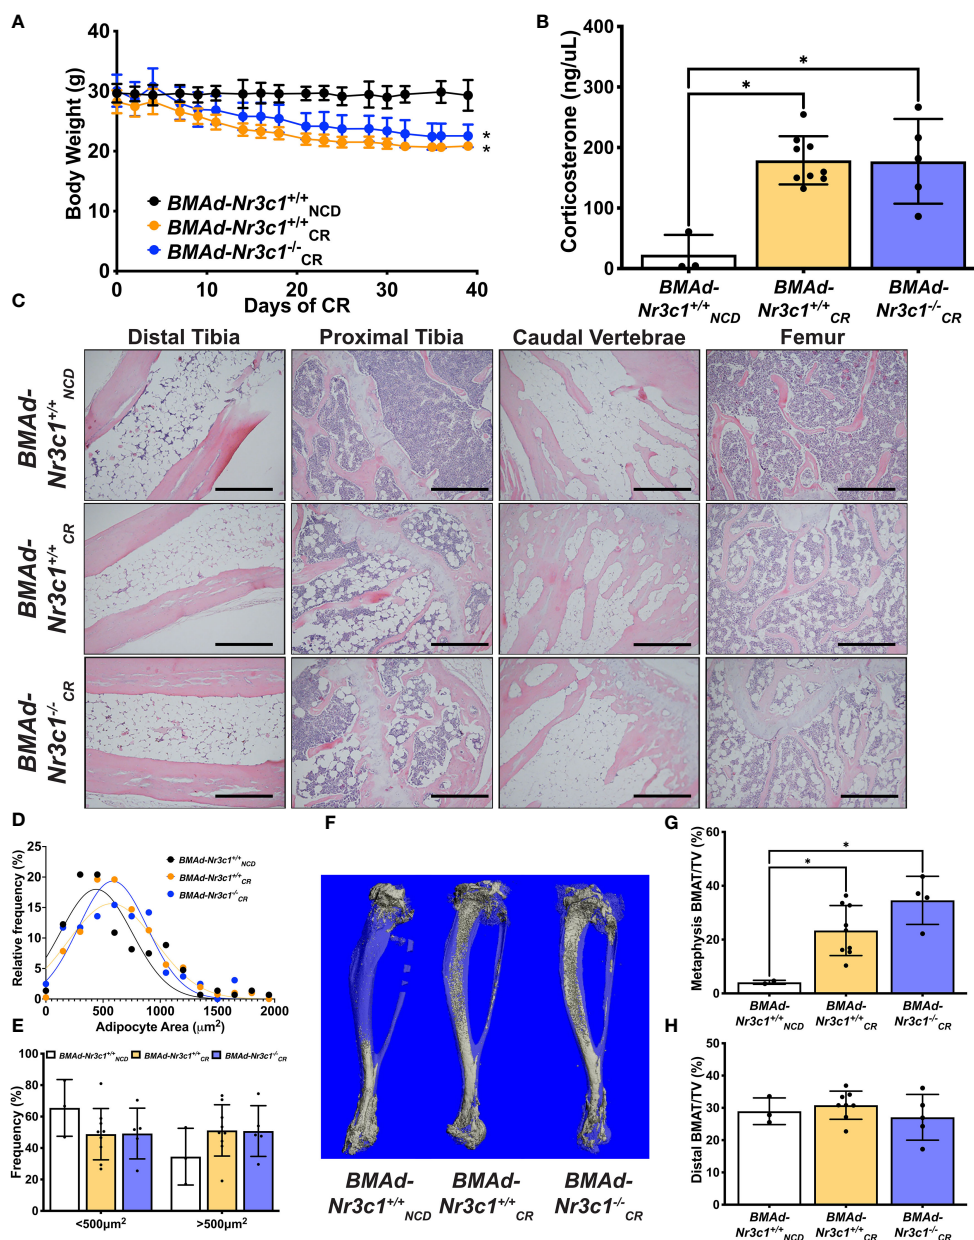 A
B
40
30
20
10
0
Body Weight (g)
*
*
BMAd-Nr3c1+/+NCD
BMAd-Nr3c1+/+CR
BMAd-Nr3c1-/-CR
0
10
20
30
40
Days of CR
400
300
200
100
0
Corticosterone (ng/uL)
*
*
BMAd-
Nr3c1+/+NCD
BMAd-
Nr3c1+/+CR
BMAd-
Nr3c1-/-CR
C
Distal Tibia
Proximal Tibia
Caudal Vertebrae
Femur
BMAd-
Nr3c1+/+NCD
BMAd-
Nr3c1+/+CR
BMAd-
Nr3c1-/-CR
D
25
20
15
10
5
0
Relative frequency (%)
BMAd-Nr3c1+/+NCD
BMAd-Nr3c1+/+CR
BMAd-Nr3c1-/-CR
0
500
1000
1500
2000
Adipocyte Area (μm2)
E
BMAd-Nr3c1+/+NCD
BMAd-Nr3c1+/+CR
BMAd-Nr3c1-/-CR
100
80
60
40
20
0
Frequency (%)
<500μm2
>500μm2
F
BMAd-
Nr3c1+/+NCD
BMAd-
Nr3c1+/+CR
BMAd-
Nr3c1-/-CR
G
60
40
20
0
Metaphysis BMAT/TV (%)
*
*
BMAd-
Nr3c1+/+NCD
BMAd-
Nr3c1+/+CR
BMAd-
Nr3c1-/-CR
H
50
40
30
20
10
0
Distal BMAT/TV (%)
BMAd-
Nr3c1+/+NCD
BMAd-
Nr3c1+/+CR
BMAd-
Nr3c1-/-CR